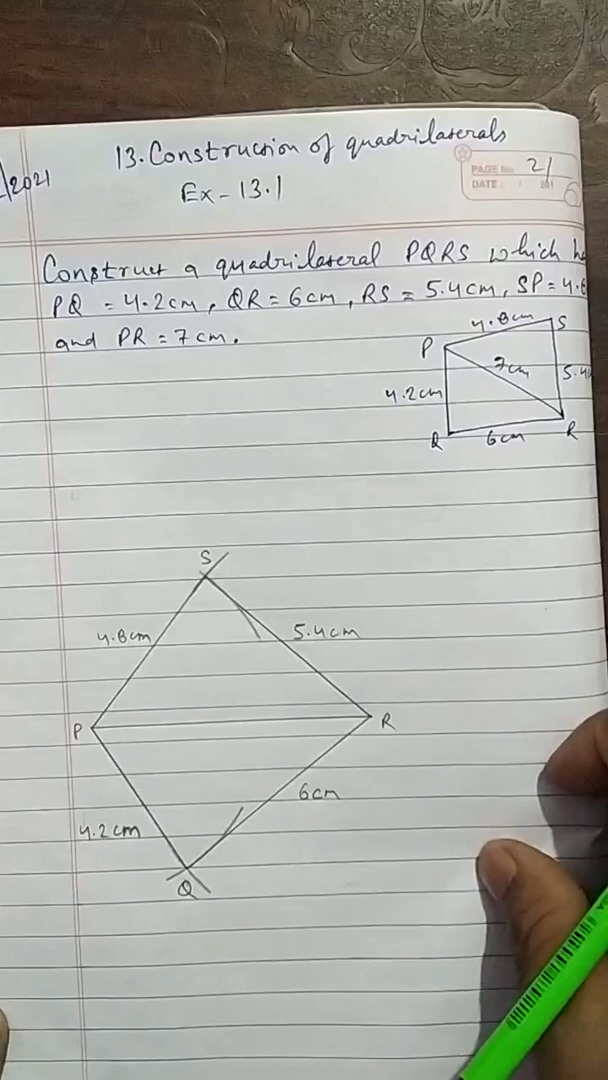 /2021
13. Construction of quadrilaterals
Ex - 13.1
PAGE No. 21
DATE: / 201
Construct a quadrilateral PQRS which
PQ = 4.2cm, QR = 6cm, RS = 5.4cm, SP = 4.8
and PR = 7cm.
4.8cm
S
P
7cm
5.4
4.2cm
Q
6cm
R
S
4.8cm
5.4cm
P
R
6cm
4.2cm
Q